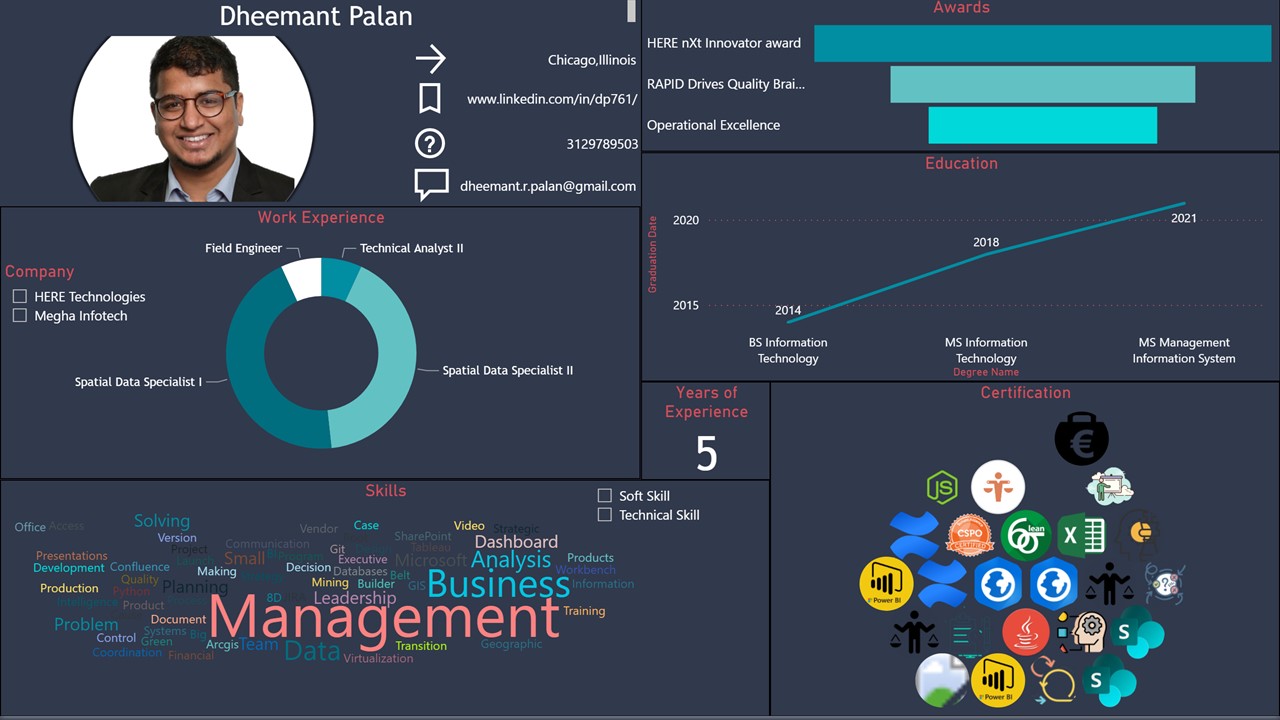 Dheemant Palan
Chicago,Illinois
www.linkedin.com/in/dp761/
3129789503
dheemant.r.palan@gmail.com
Awards
HERE nXt Innovator award
RAPID Drives Quality Brai...
Operational Excellence
Education
Graduation Date
2020
2015
2014
2018
2021
BS Information
Technology
MS Information
Technology
MS Management
Information System
Degree Name
Work Experience
Company
HERE Technologies
Megha Infotech
Field Engineer
Technical Analyst II
Spatial Data Specialist I
Spatial Data Specialist II
Years of
Experience
5
Skills
Soft Skill
Technical Skill
Office
Access
Solving
Version
Vendor
Case
Video
Strategic
SharePoint
Dashboard
Communication
Project
Presentations
Development
Confluence
Small
BI
Program
Git
Executive
Tableau
Microsoft
Analysis
Products
Workbench
Making
Decision
Databases
Belt
Production
Quality
Python
Planning
Mining
Builder
GIS
Business
Information
Intelligence
Product
BD
Leadership
Management
Training
Document
Problem
Control
Systems
Green
Big
Arcgis
Team
Data
Transition
Geographic
Coordination
Financial
Virtualization
Certification
€
JS
CSPO
CERTIFIED
6σ lean
X
Power BI
S
Power BI
S